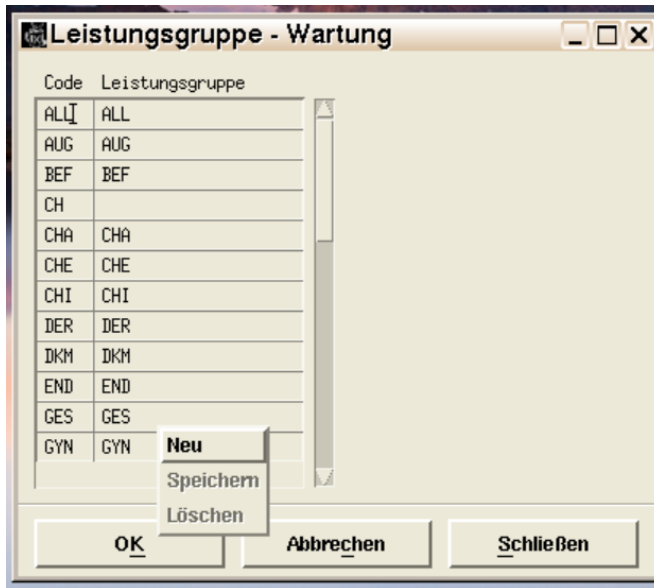 Leistungsgruppe - Wartung
Code Leistungsgruppe
ALL ALL
AUG AUG
BEF BEF
CH
CHA CHA
CHE CHE
CHI CHI
DER DER
DKM DKM
END END
GES GES
GYN GYN
Neu
Speichern
Löschen
OK Abbrechen Schließen